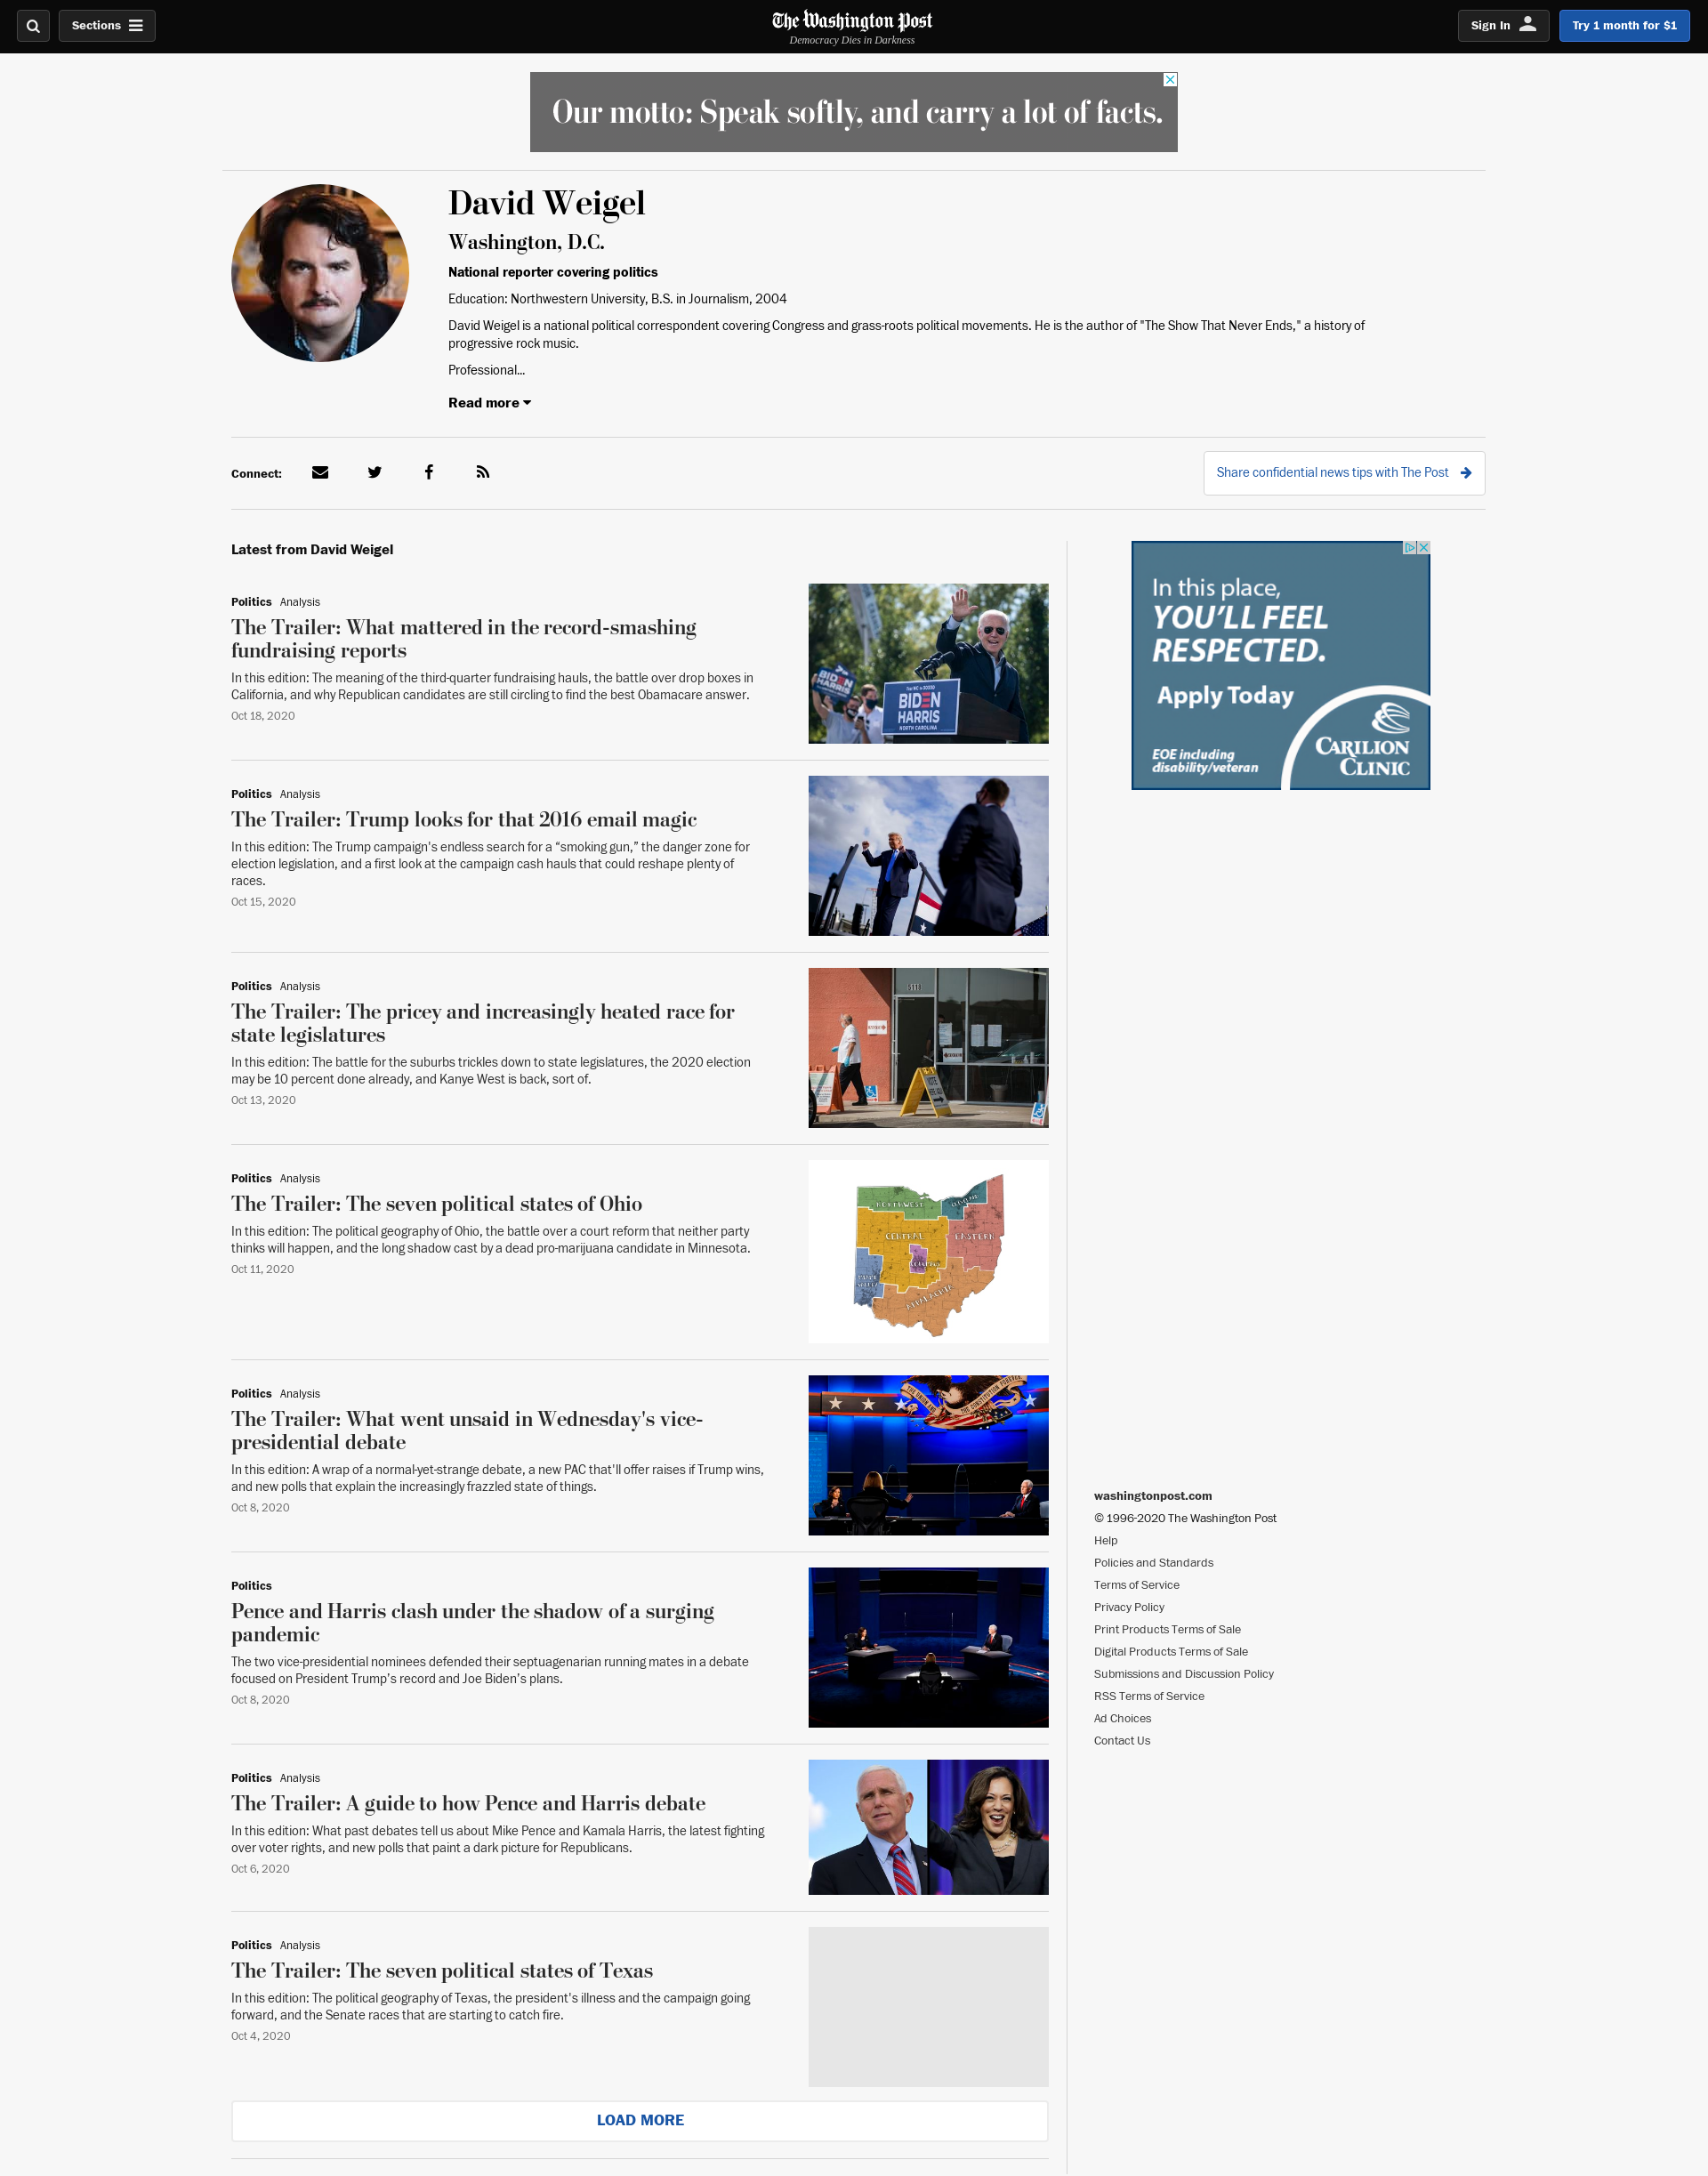 Sections
The Washington Post
Democracy Dies in Darkness
Sign In
Try 1 month for $1
Our motto: Speak softly, and carry a lot of facts.
David Weigel
Washington, D.C.
National reporter covering politics
Education: Northwestern University, B.S. in Journalism, 2004
David Weigel is a national political correspondent covering Congress and grass-roots political movements. He is the author of "The Show That Never Ends," a history of
progressive rock music.
Professional...
Read more
Connect:
Share confidential news tips with The Post
Latest from David Weigel
Politics Analysis
The Trailer: What mattered in the record-smashing
fundraising reports
In this edition: The meaning of the third-quarter fundraising hauls, the battle over drop boxes in
California, and why Republican candidates are still circling to find the best Obamacare answer.
Oct 18, 2020
BIDEN
HARRIS
BIDEN
HARRIS
NORTH CAROLINA
Politics Analysis
The Trailer: Trump looks for that 2016 email magic
In this edition: The Trump campaign's endless search for a “smoking gun,” the danger zone for
election legislation, and a first look at the campaign cash hauls that could reshape plenty of
races.
Oct 15, 2020
Politics Analysis
The Trailer: The pricey and increasingly heated race for
state legislatures
In this edition: The battle for the suburbs trickles down to state legislatures, the 2020 election
may be 10 percent done already, and Kanye West is back, sort of.
Oct 13, 2020
VOTE
Politics Analysis
The Trailer: The seven political states of Ohio
In this edition: The political geography of Ohio, the battle over a court reform that neither party
thinks will happen, and the long shadow cast by a dead pro-marijuana candidate in Minnesota.
Oct 11, 2020
NORTHWEST
CLEVELAND
CENTRAL
EASTERN
COLUMBUS
Politics Analysis
The Trailer: What went unsaid in Wednesday's vice-
presidential debate
In this edition: A wrap of a normal-yet-strange debate, a new PAC that'll offer raises if Trump wins,
and new polls that explain the increasingly frazzled state of things.
Oct 8, 2020
Politics
Pence and Harris clash under the shadow of a surging
pandemic
The two vice-presidential nominees defended their septuagenarian running mates in a debate
focused on President Trump’s record and Joe Biden’s plans.
Oct 8, 2020
Politics Analysis
The Trailer: A guide to how Pence and Harris debate
In this edition: What past debates tell us about Mike Pence and Kamala Harris, the latest fighting
over voter rights, and new polls that paint a dark picture for Republicans.
Oct 6, 2020
Politics Analysis
The Trailer: The seven political states of Texas
In this edition: The political geography of Texas, the president's illness and the campaign going
forward, and the Senate races that are starting to catch fire.
Oct 4, 2020
LOAD MORE
In this place,
YOU'LL FEEL
RESPECTED.
Apply Today
EOE including
disability/veteran
CARILION
CLINIC
washingtonpost.com
© 1996-2020 The Washington Post
Help
Policies and Standards
Terms of Service
Privacy Policy
Print Products Terms of Sale
Digital Products Terms of Sale
Submissions and Discussion Policy
RSS Terms of Service
Ad Choices
Contact Us